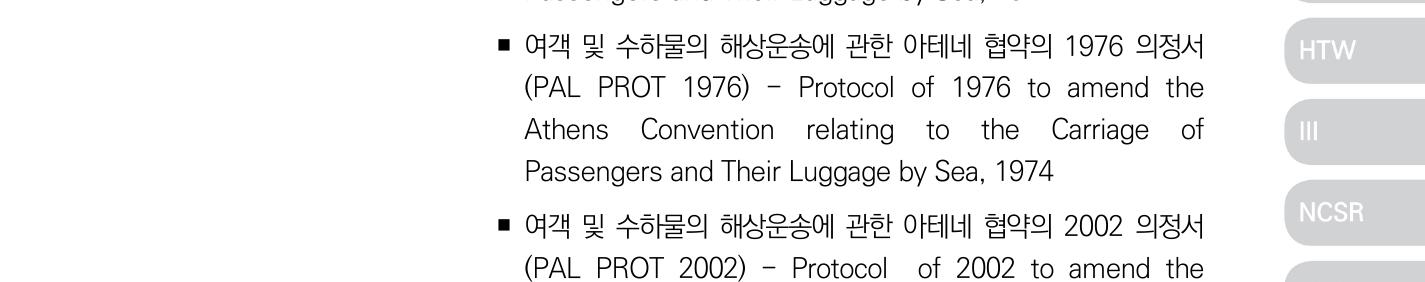 ■ 여객 및 수하물의 해상운송에 관한 아테네 협약의 1976 의정서
(PAL PROT 1976) – Protocol of 1976 to amend the
Athens Convention relating to the Carriage of
Passengers and Their Luggage by Sea, 1974
■ 여객 및 수하물의 해상운송에 관한 아테네 협약의 2002 의정서
(PAL PROT 2002) – Protocol of 2002 to amend the
HTW
III
NCSR